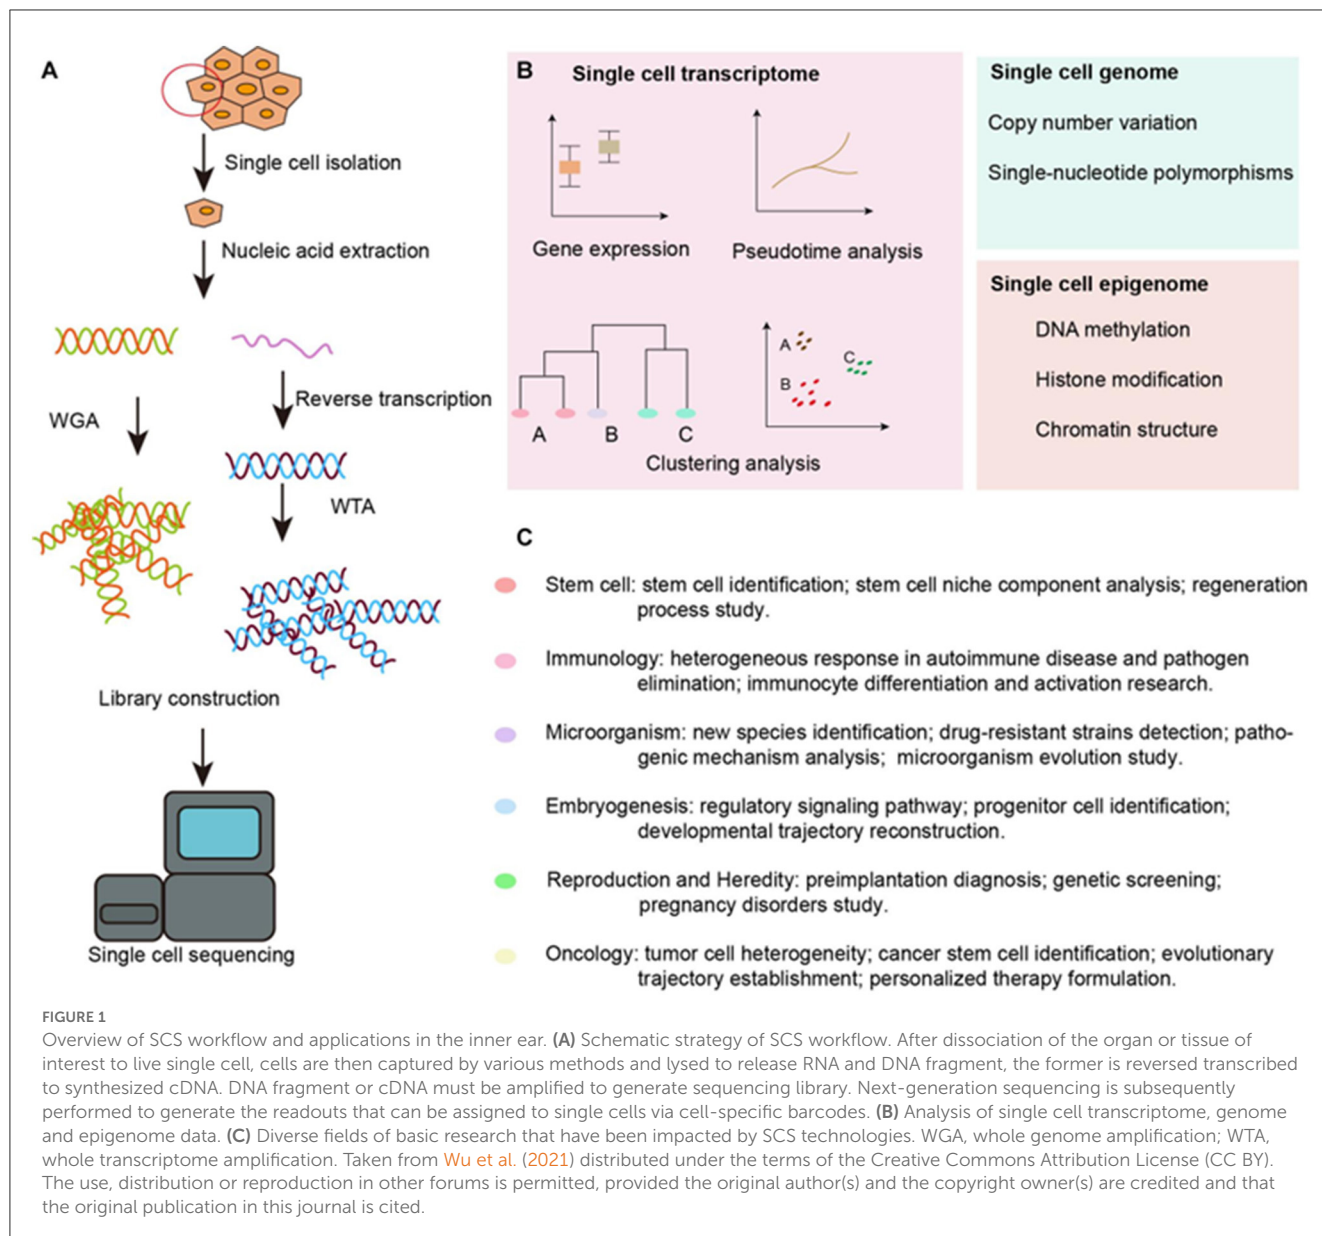 A
Single cell isolation
Nucleic acid extraction
Reverse transcription
WGA
WTA
Library construction
Single cell sequencing
B
Single cell transcriptome
Gene expression
Pseudotime analysis
A
B
C
A
B
C
Clustering analysis
Single cell genome
Copy number variation
Single-nucleotide polymorphisms
Single cell epigenome
DNA methylation
Histone modification
Chromatin structure
C
Stem cell: stem cell identification; stem cell niche component analysis; regeneration
process study.
Immunology: heterogeneous response in autoimmune disease and pathogen
elimination; immunocyte differentiation and activation research.
Microorganism: new species identification; drug-resistant strains detection; patho-
genic mechanism analysis; microorganism evolution study.
Embryogenesis: regulatory signaling pathway; progenitor cell identification;
developmental trajectory reconstruction.
Reproduction and Heredity: preimplantation diagnosis; genetic screening;
pregnancy disorders study.
Oncology: tumor cell heterogeneity; cancer stem cell identification; evolutionary
trajectory establishment; personalized therapy formulation.
FIGURE 1
Overview of SCS workflow and applications in the inner ear. (A) Schematic strategy of SCS workflow. After dissociation of the organ or tissue of
interest to live single cell, cells are then captured by various methods and lysed to release RNA and DNA fragment, the former is reversed transcribed
to synthesized cDNA. DNA fragment or cDNA must be amplified to generate sequencing library. Next-generation sequencing is subsequently
performed to generate the readouts that can be assigned to single cells via cell-specific barcodes. (B) Analysis of single cell transcriptome, genome
and epigenome data. (C) Diverse fields of basic research that have been impacted by SCS technologies. WGA, whole genome amplification; WTA,
whole transcriptome amplification. Taken from Wu et al. (2021) distributed under the terms of the Creative Commons Attribution License (CC BY).
The use, distribution or reproduction in other forums is permitted, provided the original author(s) and the copyright owner(s) are credited and that
the original publication in this journal is cited.